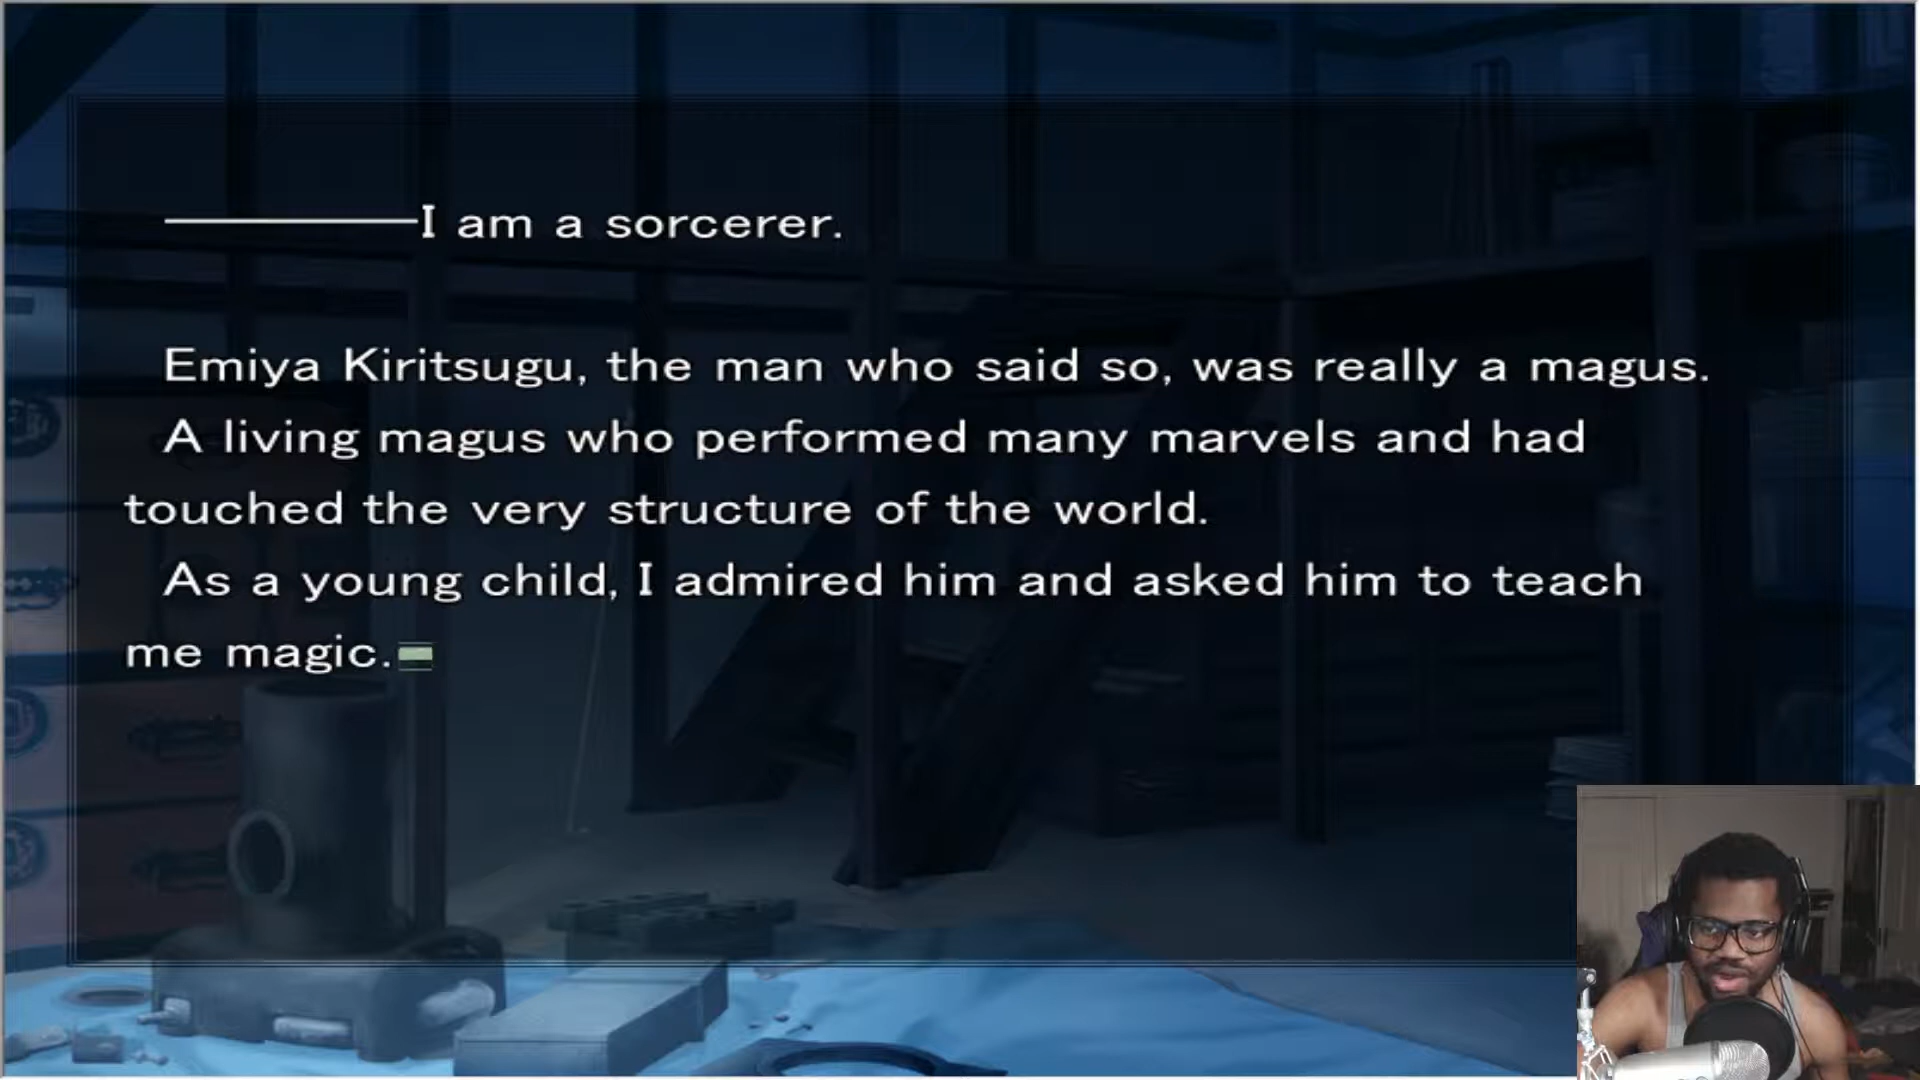 ————I am a sorcerer.
Emiya Kiritsugu, the man who said so, was really a magus.
A living magus who performed many marvels and had
touched the very structure of the world.
As a young child, I admired him and asked him to teach
me magic.